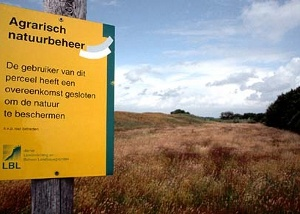 Agrarisch
natuurbeheer
De gebruiker van dit
perceel heeft een
overeenkomst gesloten
om de natuur
te beschermen
LBL